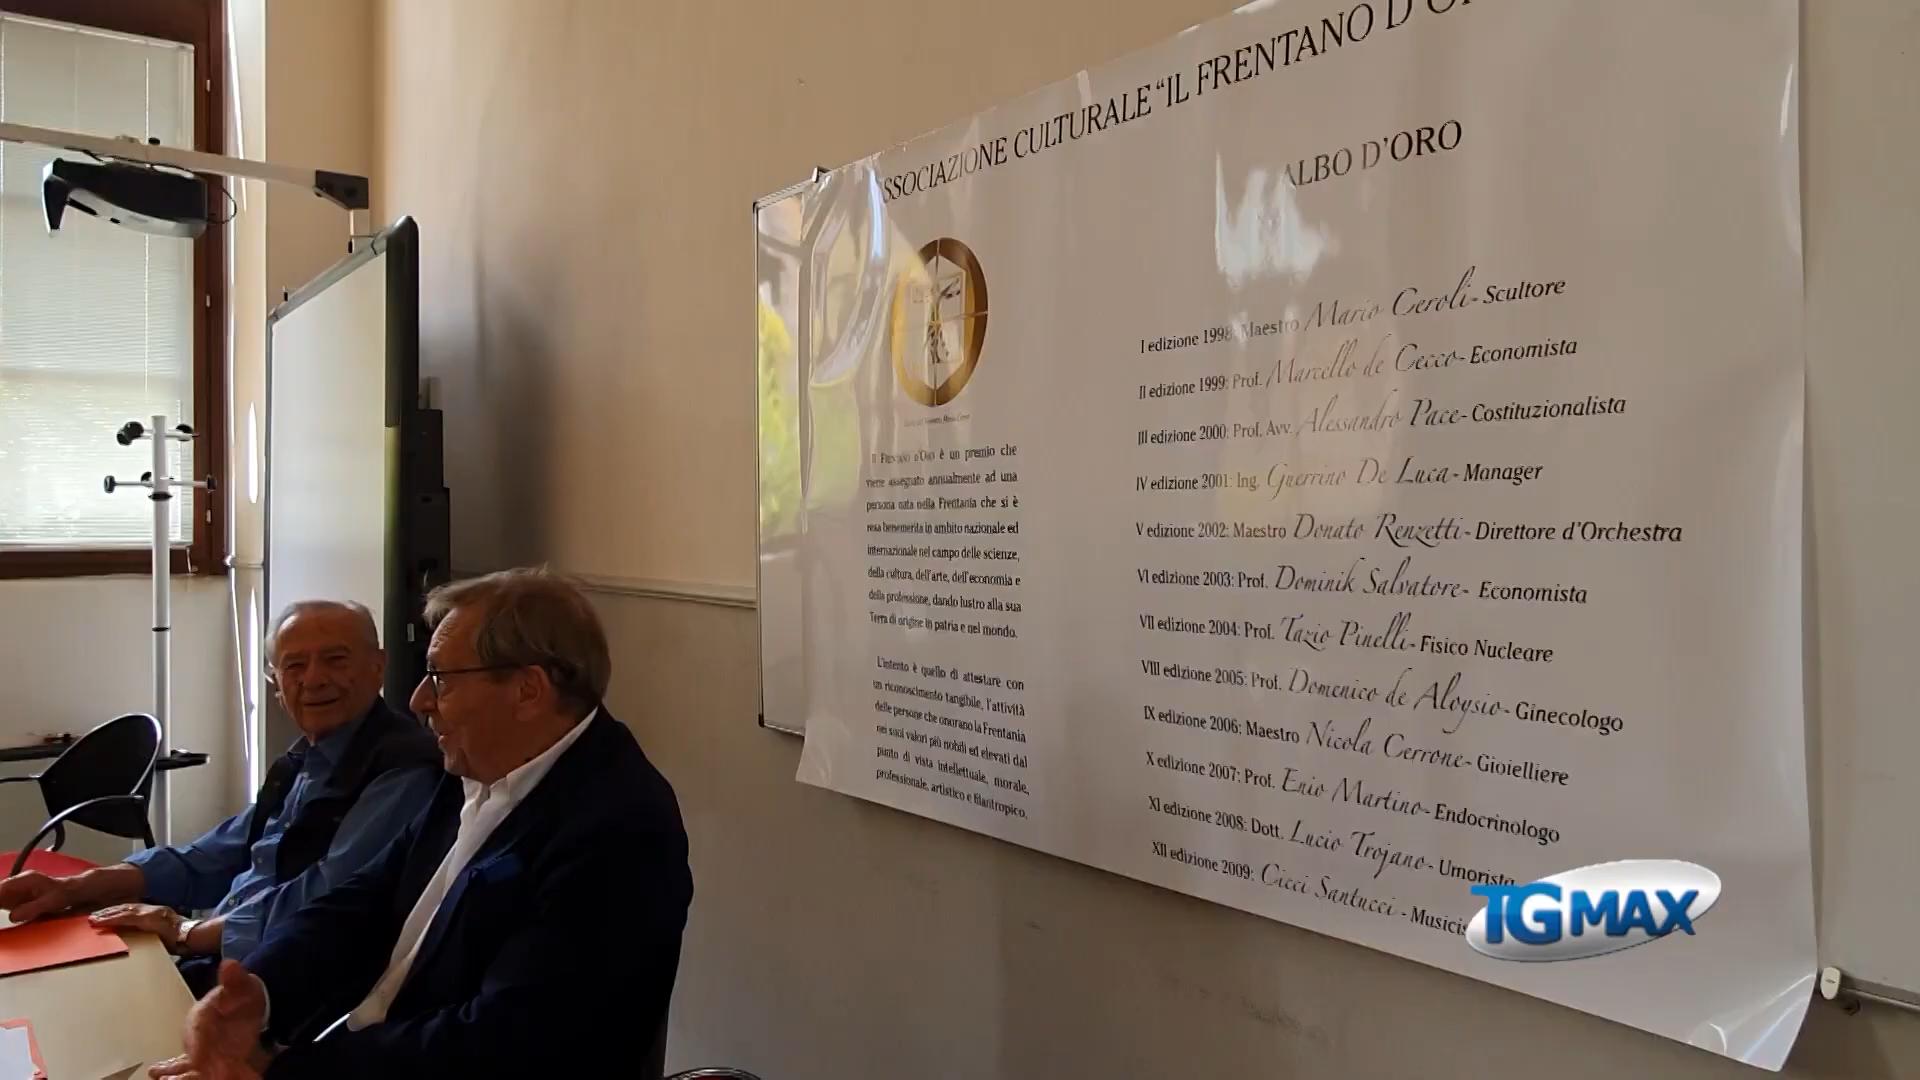 SSOCIAZIONE CULTURALE "IL FRENTANO D'O
ALBO D'ORO
Il Frentano d'Oro è un premio che
viene assegnato annualmente ad una
persona nata nella Frentania che si è
resa benemerita in ambito nazionale ed
internazionale nel campo delle scienze,
della cultura, dell'arte, dell'economia e
della professione, dando lustro alla sua
Terra di origine in patria e nel mondo.
L'intento è quello di attestare con
un riconoscimento tangibile, l'attività
delle persone che onorano la Frentania
nei suoi valori più nobili ed elevati dal
punto di vista intellettuale, morale,
professionale, artistico e filantropico.
I edizione 1998: Maestro Mario Ceroli - Scultore
II edizione 1999: Prof. Marcello de Cecco - Economista
III edizione 2000: Prof. Avv. Alessandro Pace - Costituzionalista
IV edizione 2001: Ing. Guerrino De Luca - Manager
V edizione 2002: Maestro Donato Renzetti - Direttore d'Orchestra
VI edizione 2003: Prof. Dominik Salvatore - Economista
VII edizione 2004: Prof. Tazio Pinelli - Fisico Nucleare
VIII edizione 2005: Prof. Domenico de Aloysio - Ginecologo
IX edizione 2006: Maestro Nicola Cerrone - Gioielliere
X edizione 2007: Prof. Enio Martino - Endocrinologo
XI edizione 2008: Dott. Lucio Trojano - Umorista
XII edizione 2009: Cicci Santucci - Musicis
TGMAX